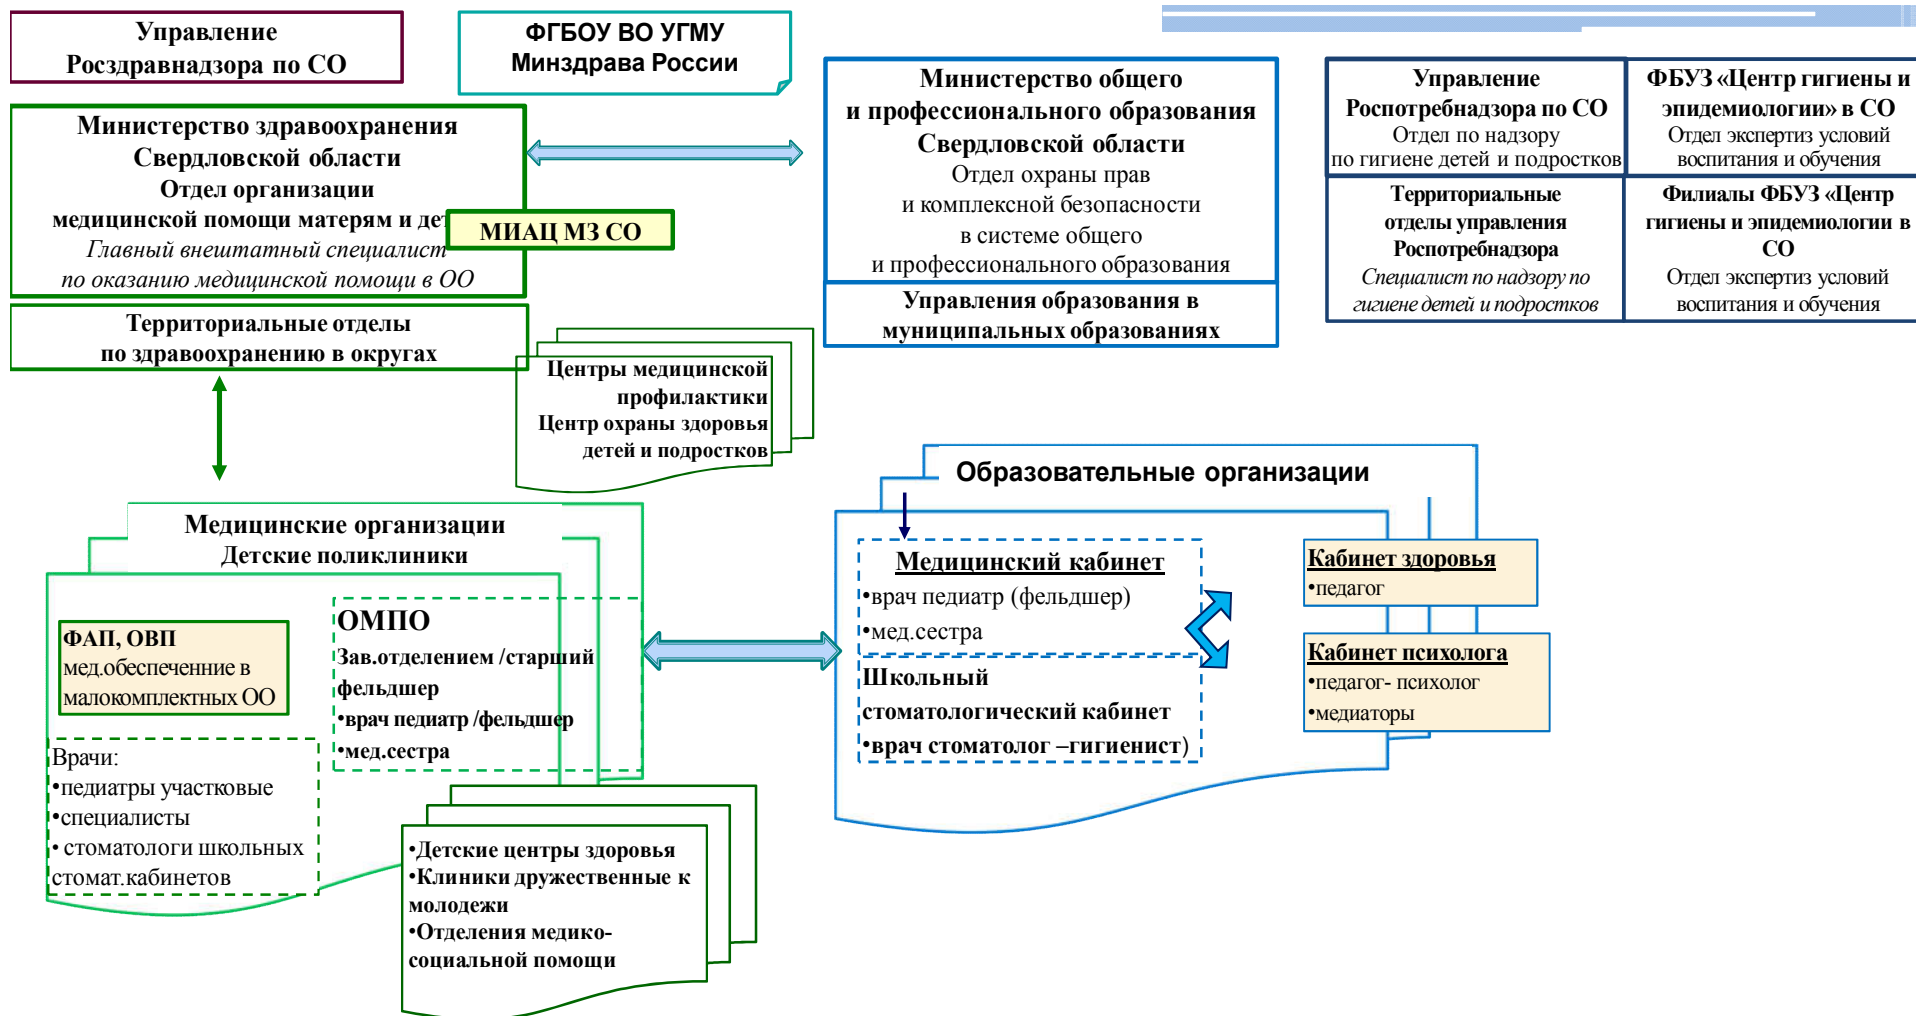 Управление
Росздравнадзора по СО
ФГБОУ ВО УГМУ
Минздрава России
Министерство здравоохранения
Свердловской области
Отдел организации
медицинской помощи матерям и дет
Главный внештатный специалист
по оказанию медицинской помощи в ОО
МИАЦ МЗ СО
Территориальные отделы
по здравоохранению в округах
Министерство общего
и профессионального образования
Свердловской области
Отдел охраны прав
и комплексной безопасности
в системе общего
и профессионального образования
Управления образования в
муниципальных образованиях
Управление
Роспотребнадзора по СО
Отдел по надзору
по гигиене детей и подростков
ФБУЗ «Центр гигиены и
эпидемиологии» в СО
Отдел экспертиз условий
воспитания и обучения
Территориальные
отделы управления
Роспотребнадзора
Специалист по надзору по
гигиене детей и подростков
Филиалы ФБУЗ «Центр
гигиены и эпидемиологии в
СО
Отдел экспертиз условий
воспитания и обучения
Центры медицинской
профилактики
Центр охраны здоровья
детей и подростков
Медицинские организации
Детские поликлиники
ФАП, ОВП
мед.обеспеченние в
малокомплектных ОО
ОМПО
Зав.отделением /старший
фельдшер
•врач педиатр /фельдшер
•мед.сестра
Врачи:
•педиатры участковые
•специалисты
• стоматологи школьных
стомат.кабинетов
•Детские центры здоровья
•Клиники дружественные к
молодежи
•Отделения медико-
социальной помощи
Образовательные организации
Медицинский кабинет
•врач педиатр (фельдшер)
•мед.сестра
Школьный
стоматологический кабинет
•врач стоматолог –гигиенист)
Кабинет здоровья
•педагог
Кабинет психолога
•педагог- психолог
•медиаторы